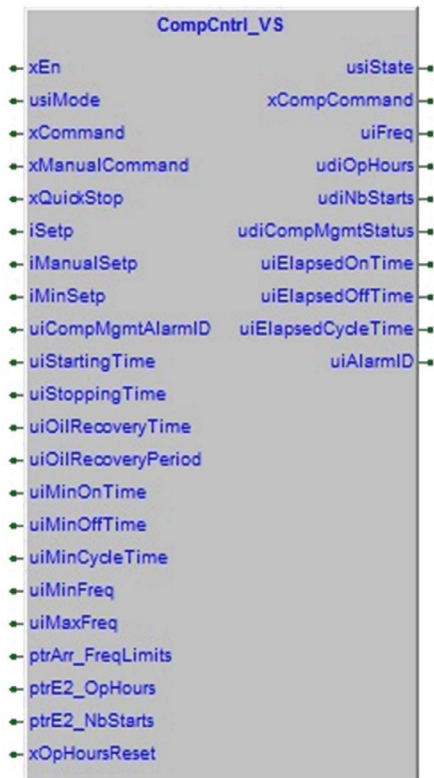 CompCntrl_VS
xEn usiState
usiMode xCompCommand
xCommand uiFreq
xManualCommand udiOpHours
xQuickStop udiNbStarts
iSetp udiCompMgmtStatus
iManualSetp uiElapsedOnTime
iMinSetp uiElapsedOffTime
uiCompMgmtAlarmID uiElapsedCycleTime
uiStartingTime uiAlarmID
uiStoppingTime
uiOilRecoveryTime
uiOilRecoveryPeriod
uiMinOnTime
uiMinOffTime
uiMinCycleTime
uiMinFreq
uiMaxFreq
ptrArr_FreqLimits
ptrE2_OpHours
ptrE2_NbStarts
xOpHoursReset